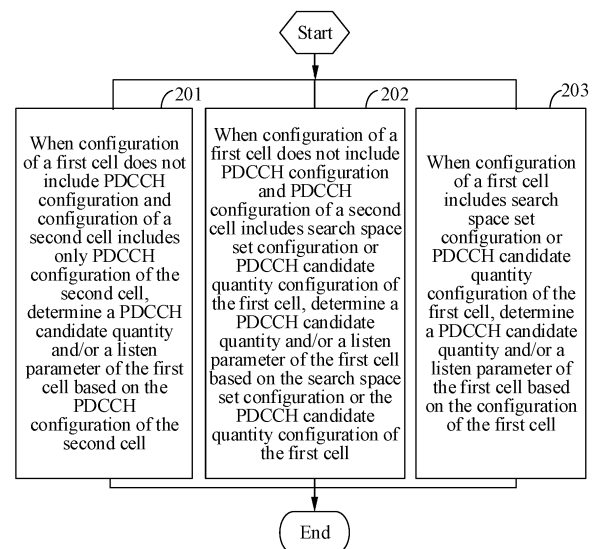 Start
201
When configuration
of a first cell does not
include PDCCH
configuration and
configuration of a
second cell includes
only PDCCH
configuration of the
second cell,
determine a PDCCH
candidate quantity
and/or a listen
parameter of the first
cell based on the
PDCCH
configuration of the
second cell
202
When configuration of a
first cell does not include
PDCCH configuration
and PDCCH
configuration of a second
cell includes search space
set configuration or
PDCCH candidate
quantity configuration of
the first cell, determine a
PDCCH candidate
quantity and/or a listen
parameter of the first cell
based on the search space
set configuration or the
PDCCH candidate
quantity configuration of
the first cell
203
When configuration
of a first cell
includes search
space set
configuration or
PDCCH candidate
quantity
configuration of the
first cell, determine
a PDCCH candidate
quantity and/or a
listen parameter of
the first cell based
on the configuration
of the first cell
End